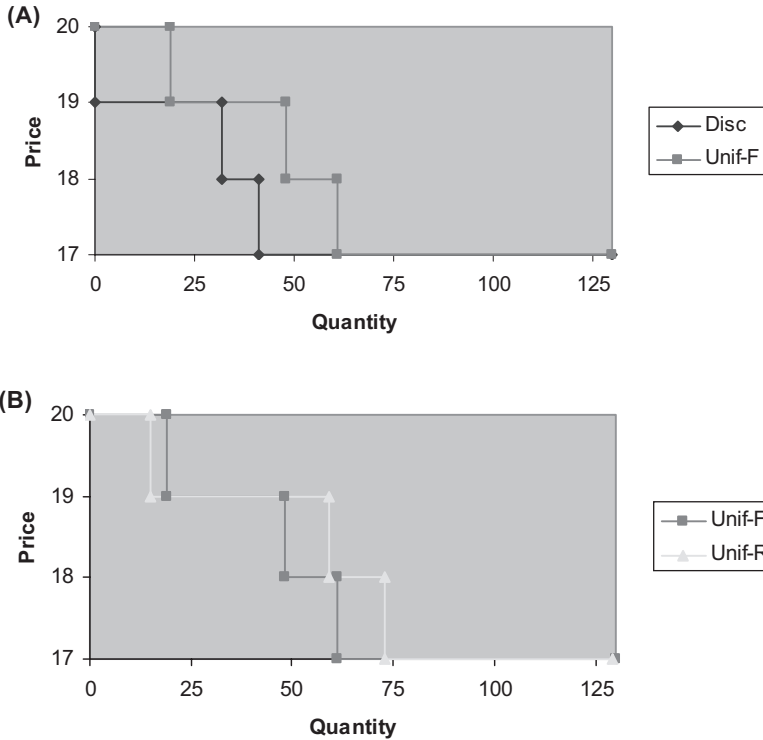 (A)
20
19
18
17
Price
0 25 50 75 100 125
Quantity
Disc
Unif-F
(B)
20
19
18
17
Price
0 25 50 75 100 125
Quantity
Unif-F
Unif-R